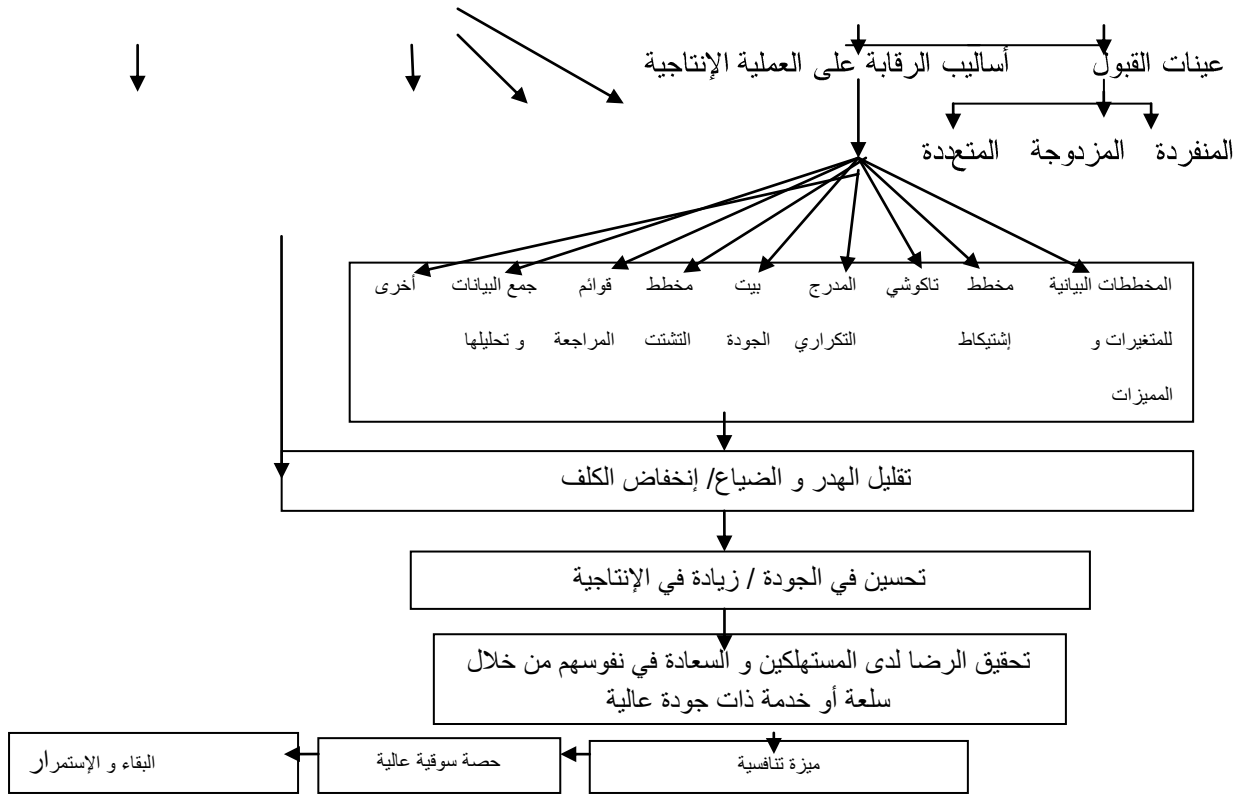 عينات القبول أساليب الرقابة على العملية الإنتاجية
المنفردة المزدوجة المتعددة
المخططات البيانية مخطط تاكوشي المدرج بيت مخطط قوائم جمع البيانات أخرى
للمتغيرات و إشتيكاط التكراري الجودة التشتت المراجعة و تحليلها
المميزات
تقليل الهدر و الضياع/ إنخفاض الكلف
تحسين في الجودة / زيادة في الإنتاجية
تحقيق الرضا لدى المستهلكين و السعادة في نفوسهم من خلال
سلعة أو خدمة ذات جودة عالية
ميزة تنافسية حصة سوقية عالية البقاء و الإستمرار